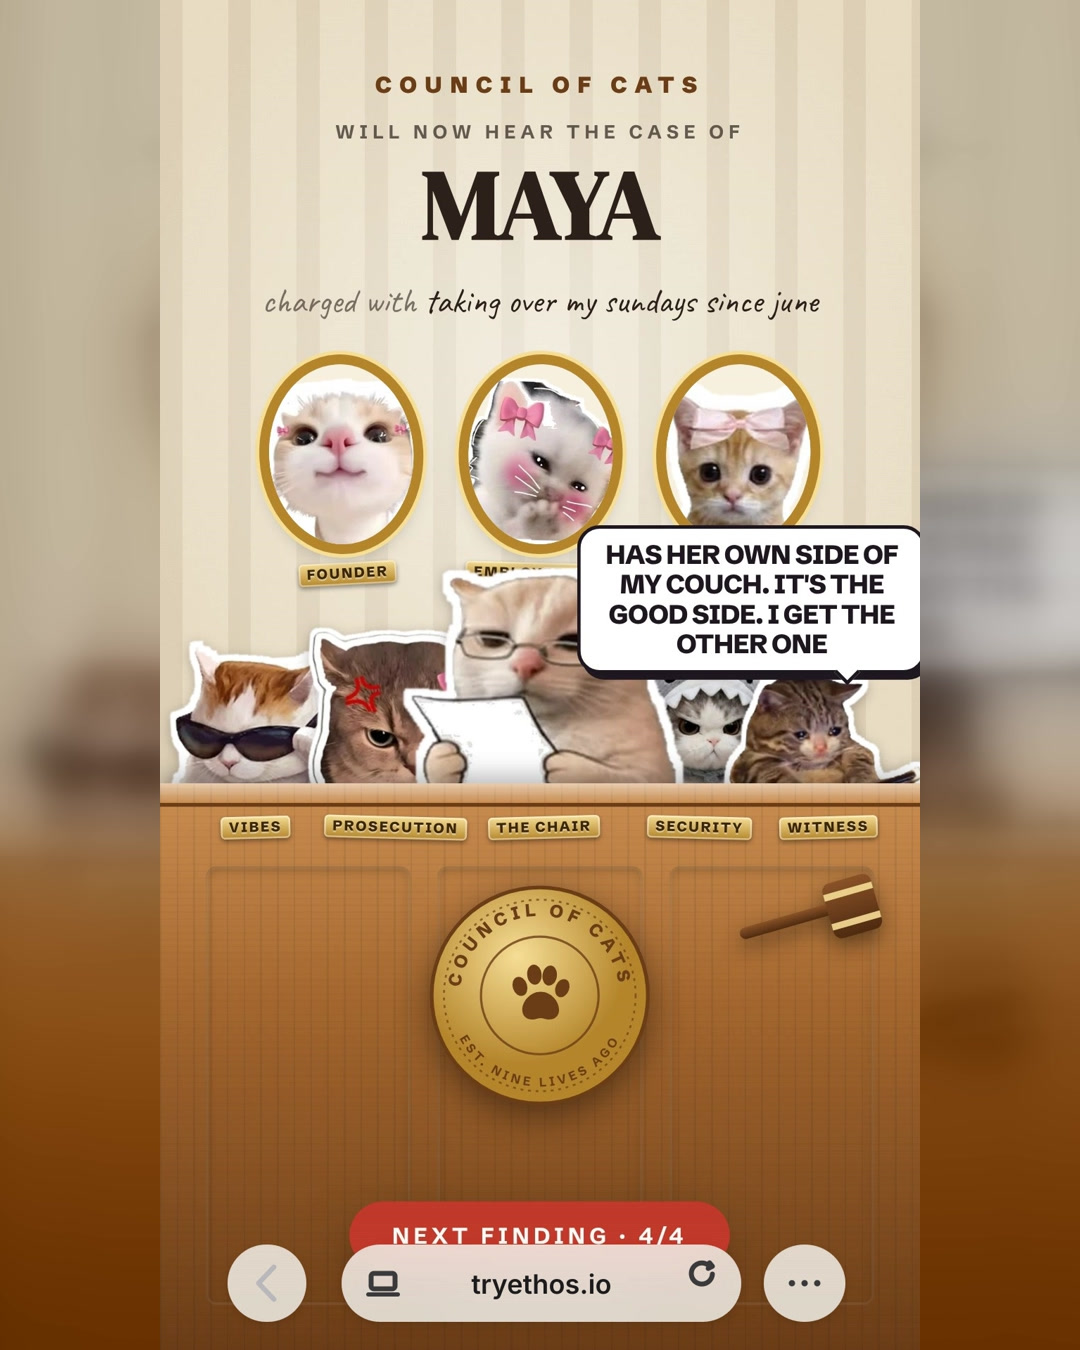 COUNCIL OF CATS
WILL NOW HEAR THE CASE OF
MAYA
charged with taking over my sundays since june
FOUNDER
HAS HER OWN SIDE OF
MY COUCH. IT'S THE
GOOD SIDE. I GET THE
OTHER ONE
VIBES
PROSECUTION
THE CHAIR
SECURITY
WITNESS
COUNCIL OF CATS
EST. NINE LIVES AGO
NEXT FINDING · 4/4
tryethos.io